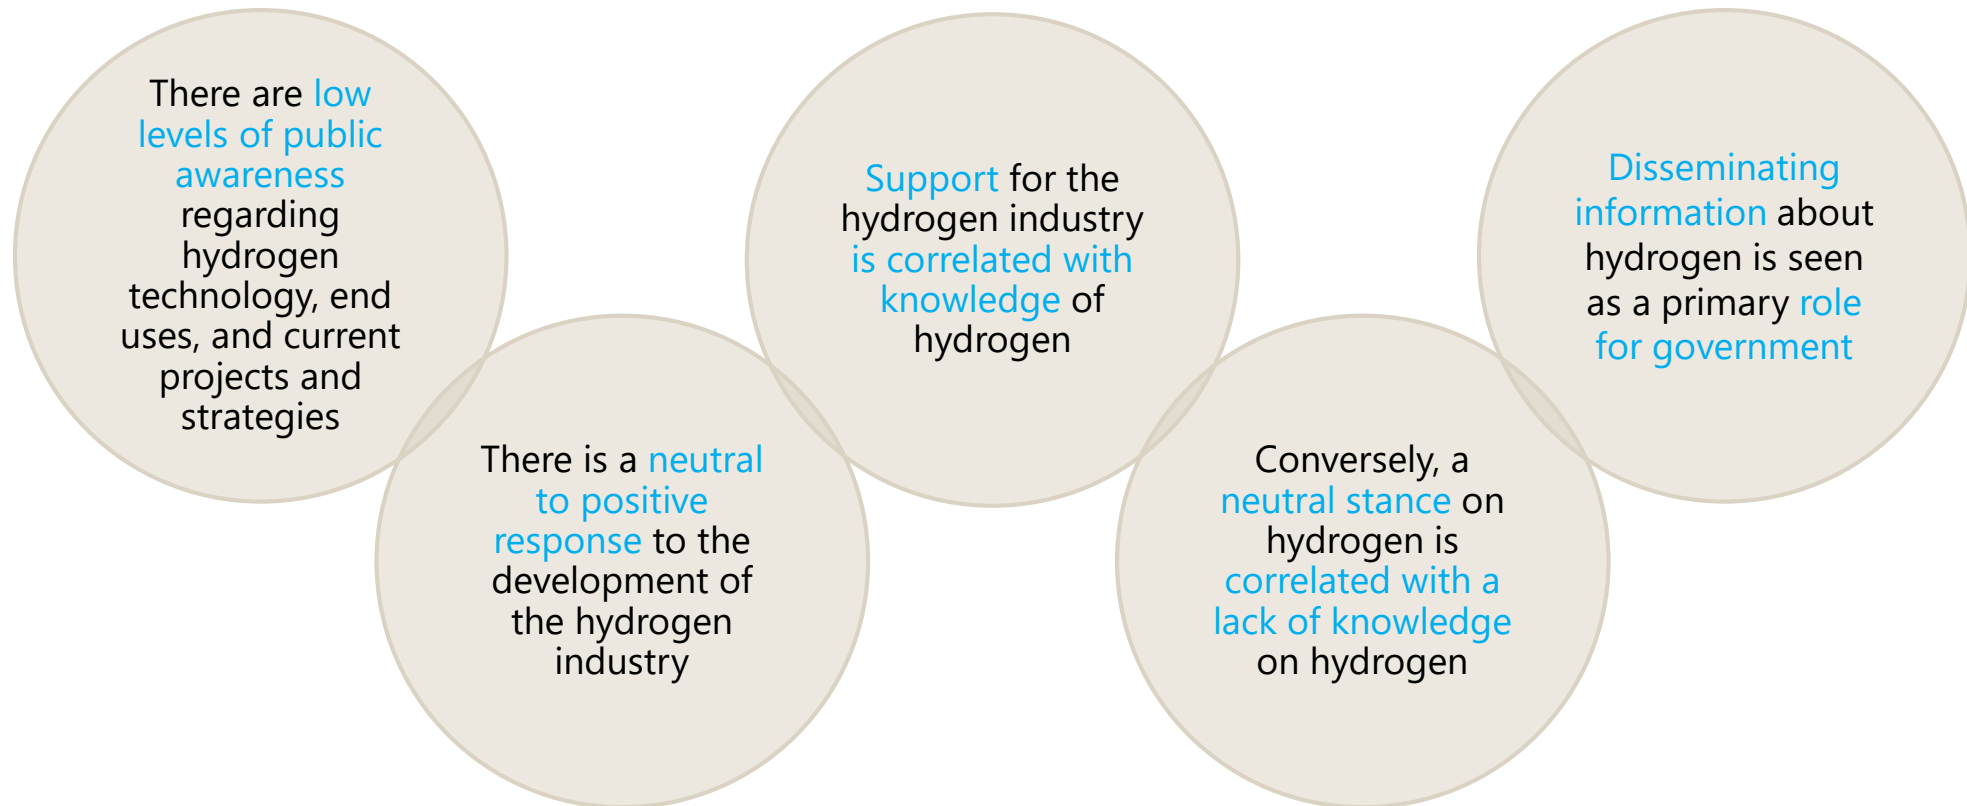 There are low
levels of public
awareness
regarding
hydrogen
technology, end
uses, and current
projects and
strategies
There is a neutral
to positive
response to the
development of
the hydrogen
industry
Support for the
hydrogen industry
is correlated with
knowledge of
hydrogen
Conversely, a
neutral stance on
hydrogen is
correlated with a
lack of knowledge
on hydrogen
Disseminating
information about
hydrogen is seen
as a primary role
for government